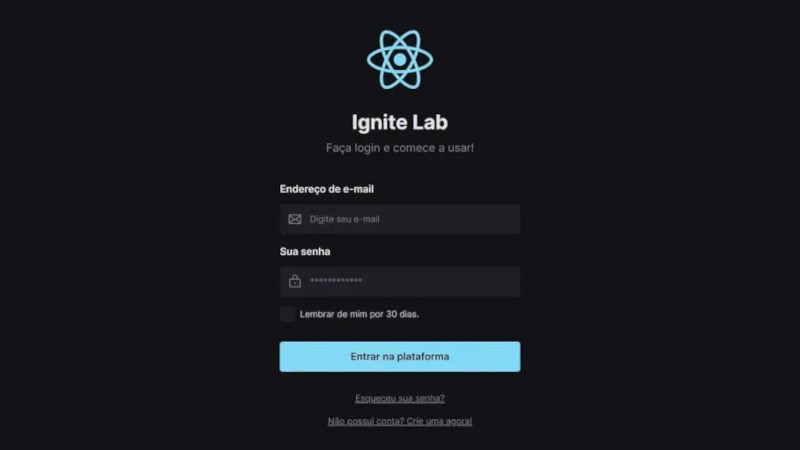 Ignite Lab
Faça login e comece a usar!
Endereço de e-mail
Digite seu e-mail
Sua senha
************
Lembrar de mim por 30 dias.
Entrar na plataforma
Esqueceu sua senha?
Não possui conta? Crie uma agora!